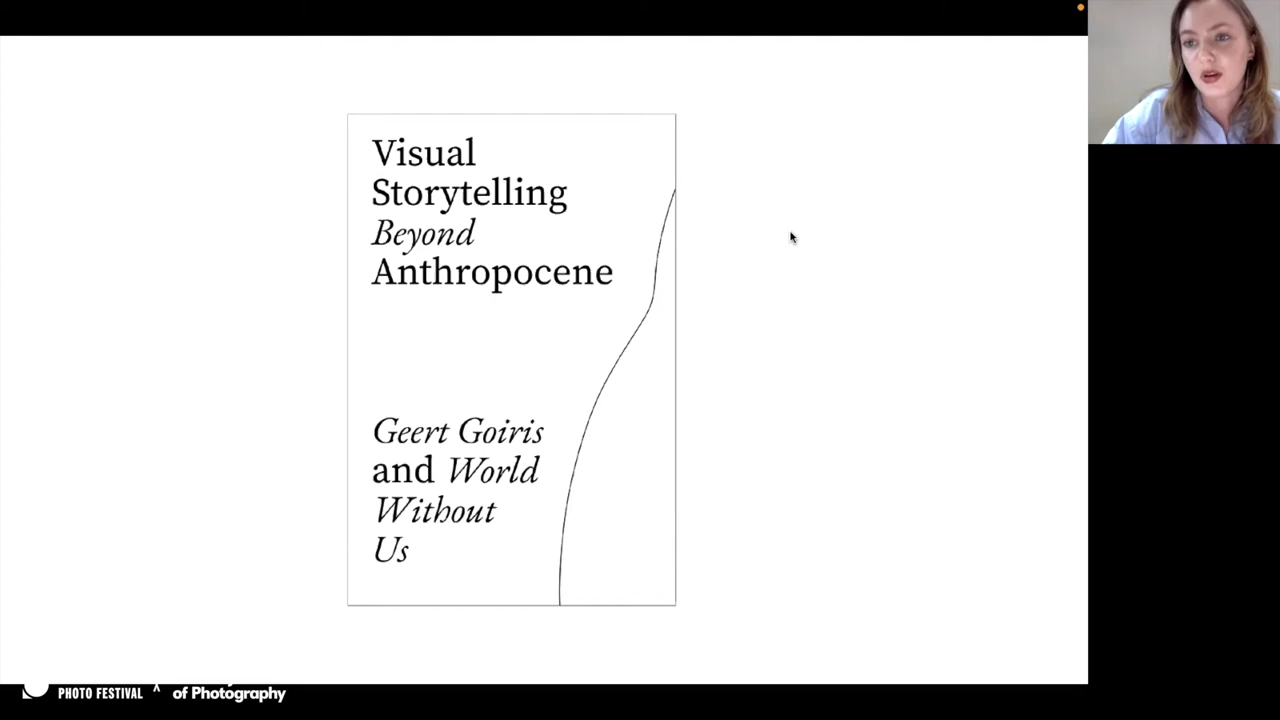 Visual
Storytelling
Beyond
Anthropocene
Geert Goiris
and World
Without
Us
PHOTO FESTIVAL
of Photography